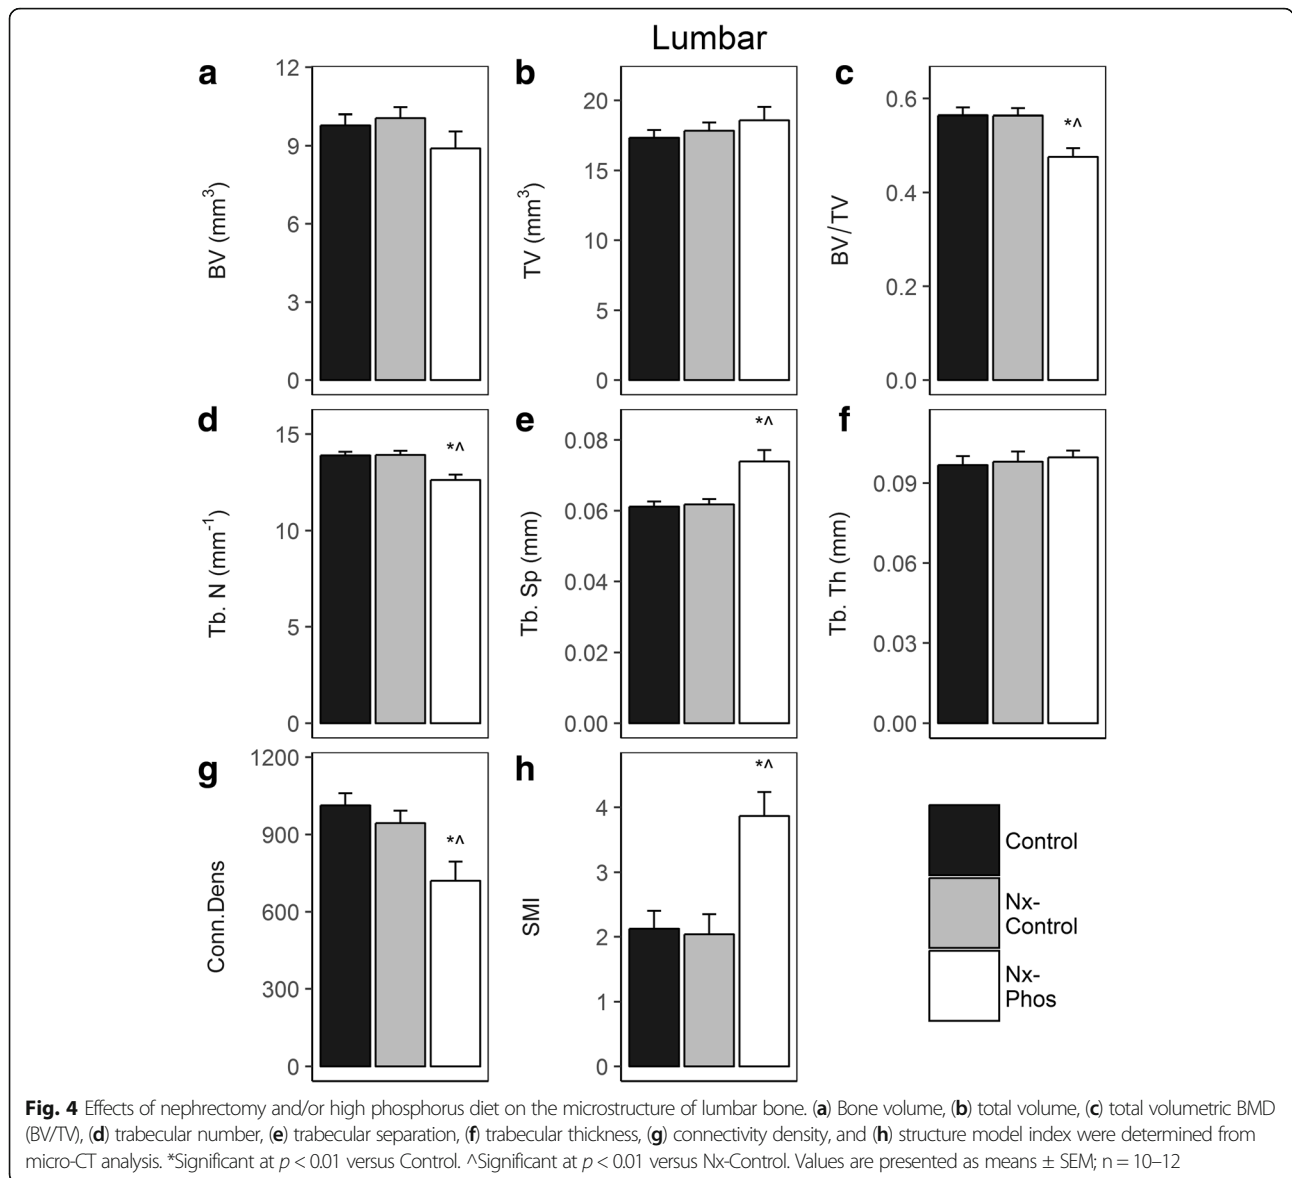 Lumbar
a
12
9
6
3
0
BV (mm³)
b
20
15
10
5
0
TV (mm³)
c
0.6
0.4
0.2
0.0
BV/TV
*^
d
15
10
5
0
Tb. N (mm⁻¹)
*^
e
0.08
0.06
0.04
0.02
0.00
Tb. Sp (mm)
*^
f
0.09
0.06
0.03
0.00
Tb. Th (mm)
g
1200
900
600
300
0
Conn.Dens
*^
h
4
3
2
1
0
SMI
*^
Control
Nx-
Control
Nx-
Phos
Fig. 4 Effects of nephrectomy and/or high phosphorus diet on the microstructure of lumbar bone. (a) Bone volume, (b) total volume, (c) total volumetric BMD
(BV/TV), (d) trabecular number, (e) trabecular separation, (f) trabecular thickness, (g) connectivity density, and (h) structure model index were determined from
micro-CT analysis. *Significant at p < 0.01 versus Control. ^Significant at p < 0.01 versus Nx-Control. Values are presented as means ± SEM; n = 10–12